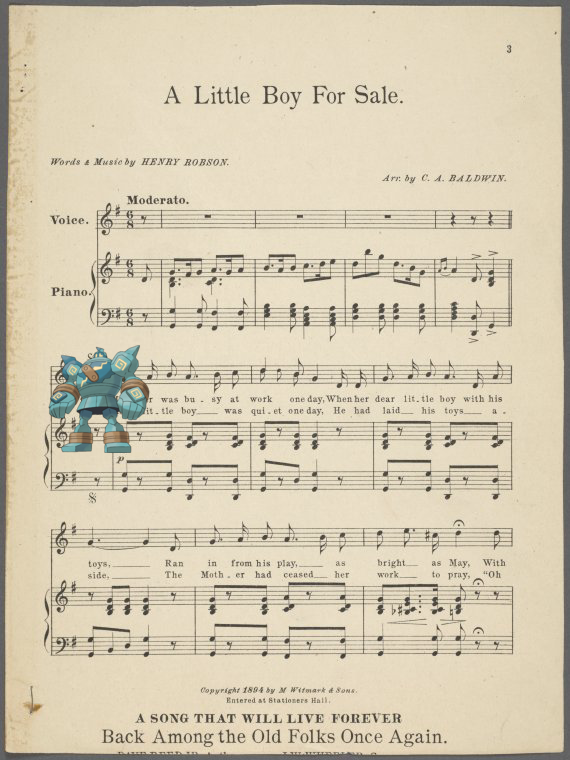 3
A Little Boy For Sale.
Words & Music by HENRY ROBSON.
Arr. by C. A. BALDWIN.
Moderato.
Voice.
Piano.
was bu - sy at work one day, When her dear lit - tle boy with his
lit - tle boy was qui - et one day, He had laid his toys a -
p
toys, Ran in from his play, as bright as May, With
side, The Moth - er had ceased her work to pray, "Oh
Copyright 1894 by M Witmark & Sons.
Entered at Stationers Hall.
A SONG THAT WILL LIVE FOREVER
Back Among the Old Folks Once Again.